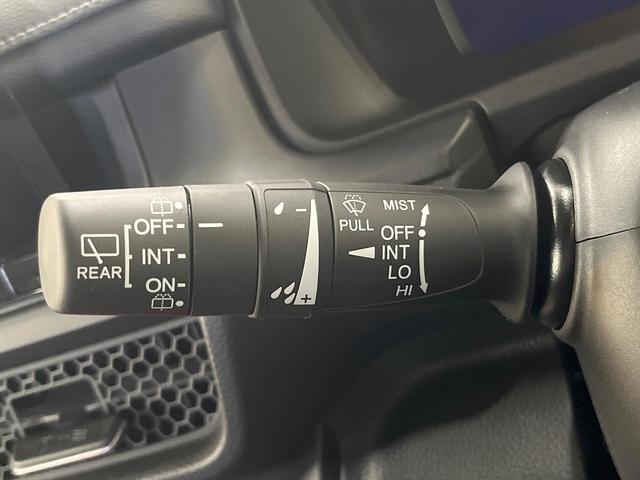 REAR
OFF
INT
ON
-
+
PULL
MIST
OFF
INT
LO
HI